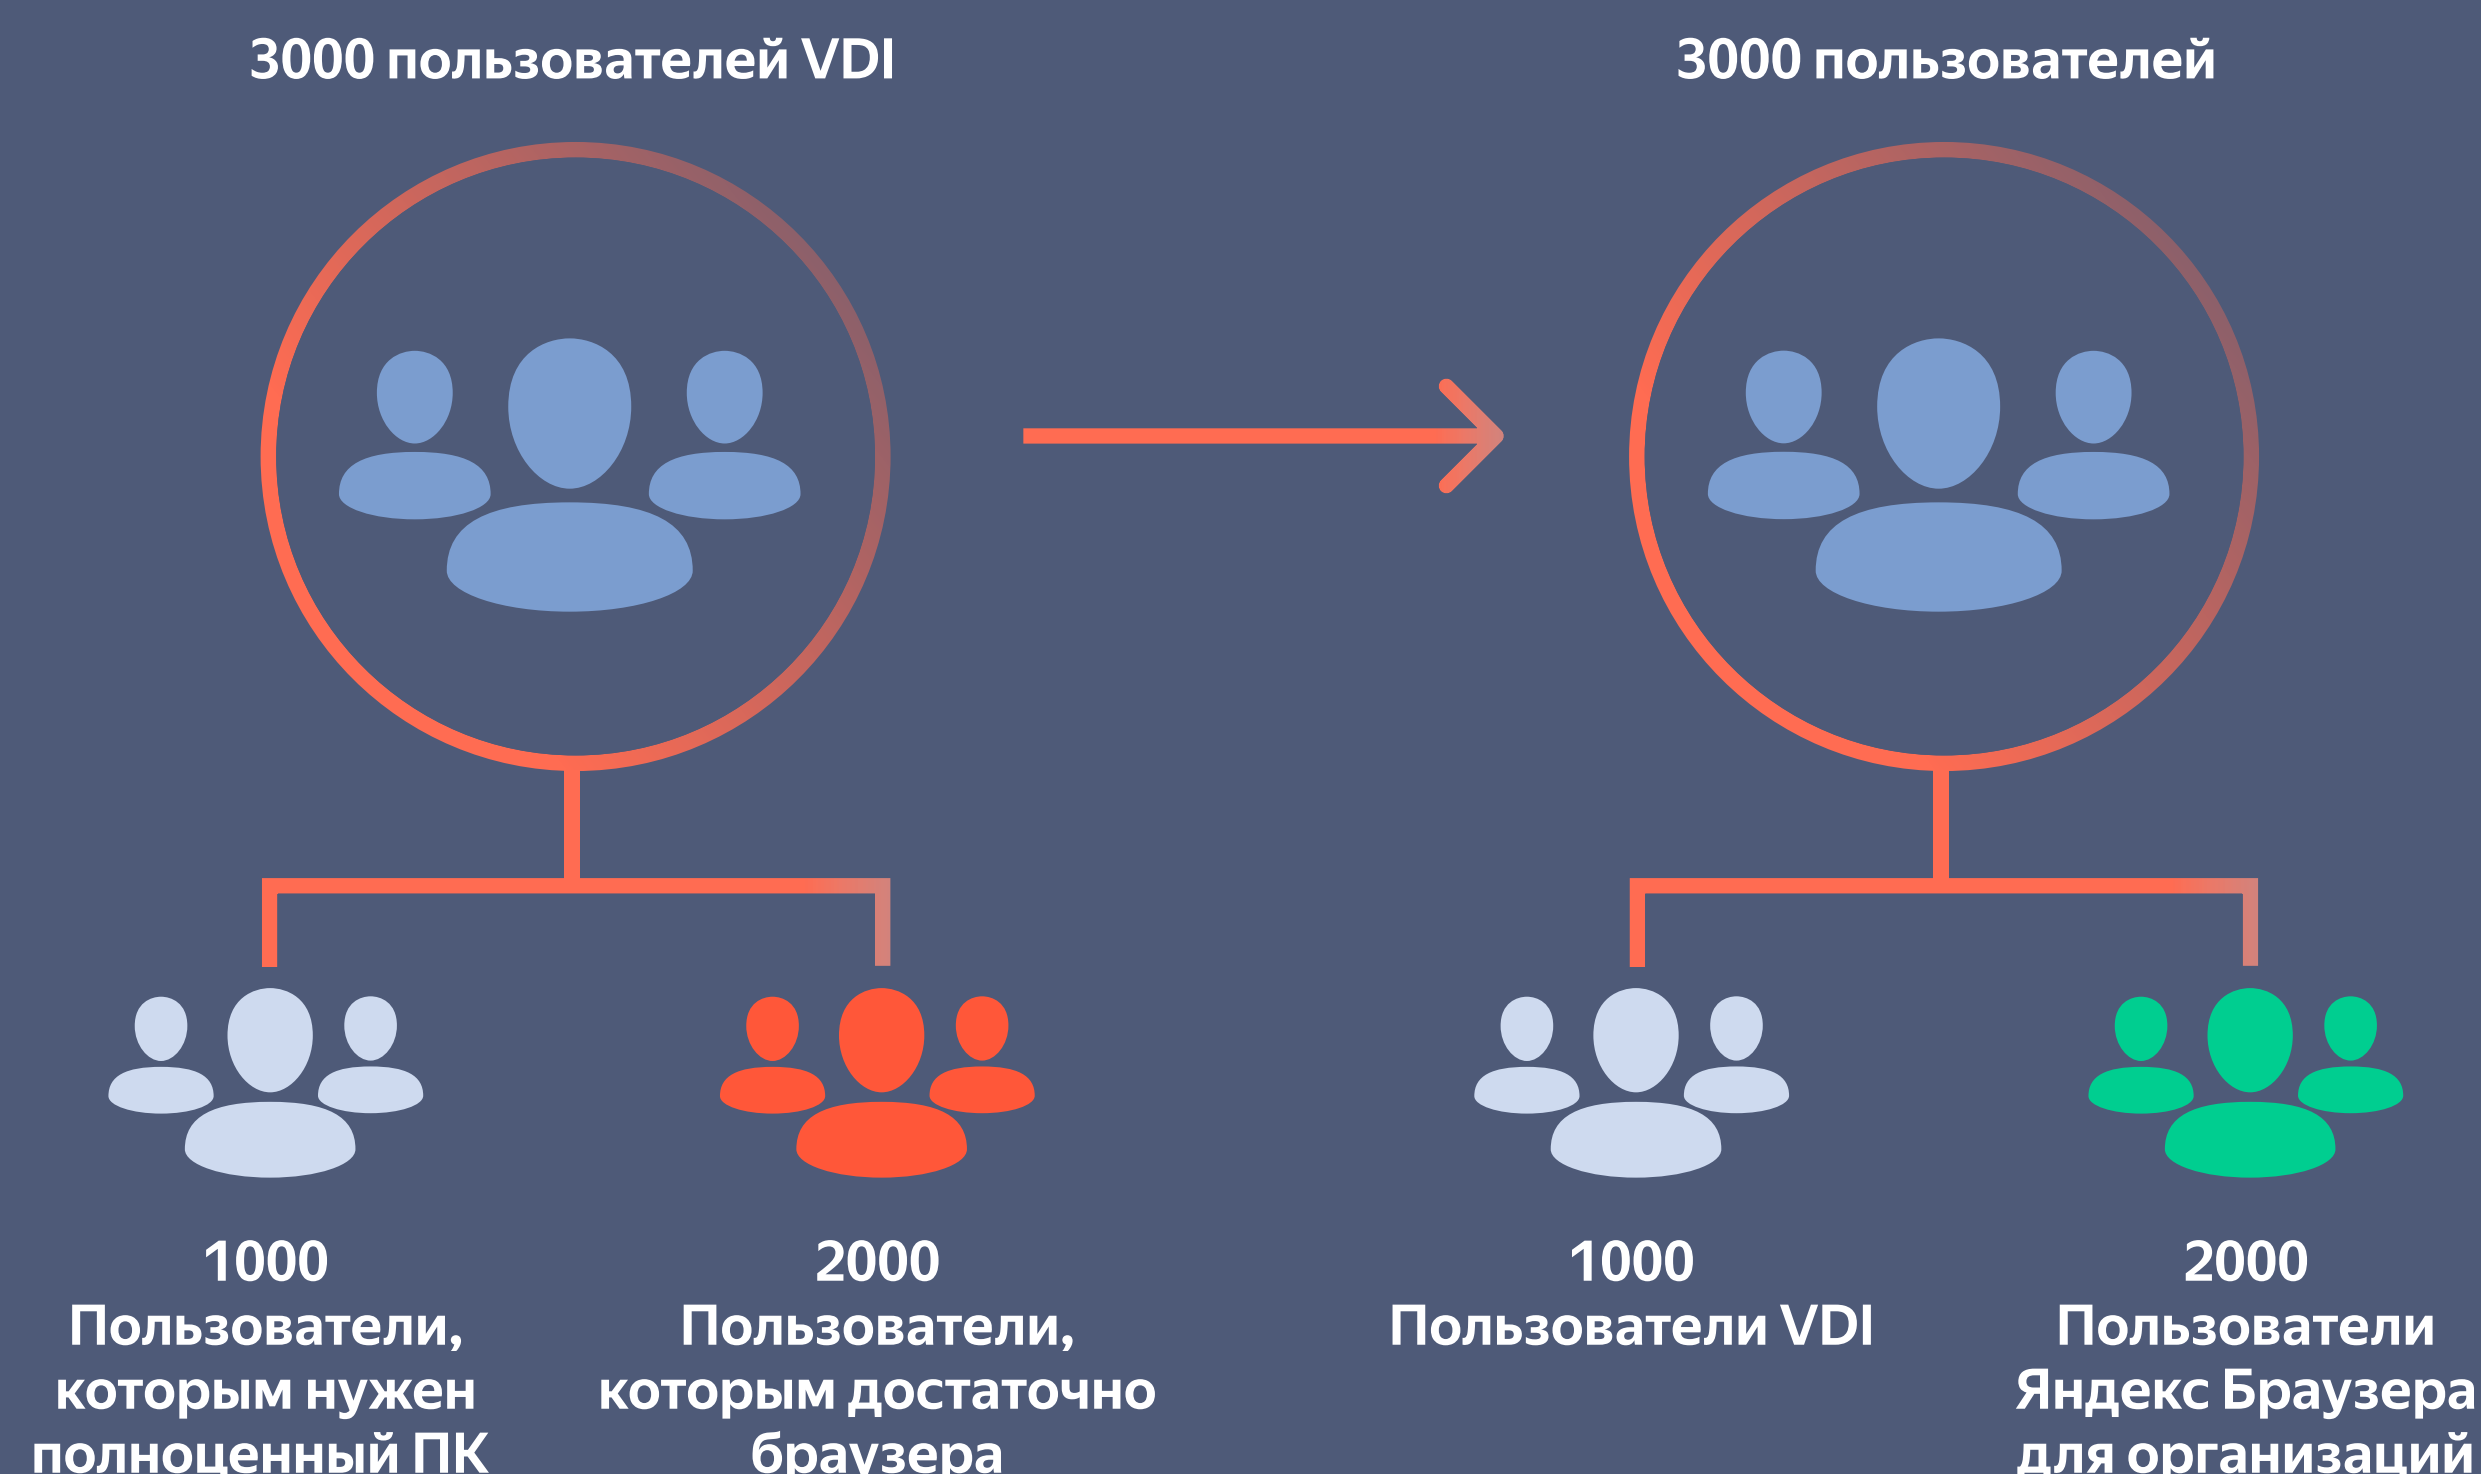 3000 пользователей VDI
3000 пользователей
1000
Пользователи,
которым нужен
полноценный ПК
2000
Пользователи,
которым достаточно
браузера
1000
Пользователи VDI
2000
Пользователи
Яндекс Браузера
для организаций